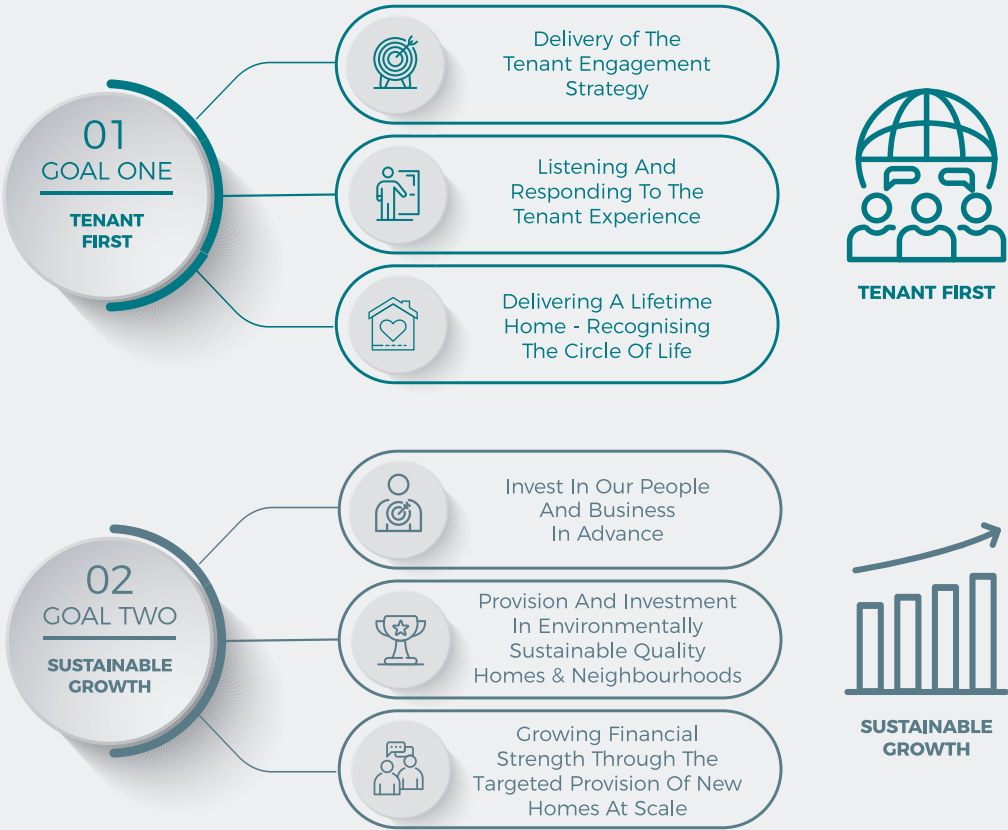 01
GOAL ONE
TENANT
FIRST
Delivery of The
Tenant Engagement
Strategy
Listening And
Responding To The
Tenant Experience
Delivering A Lifetime
Home - Recognising
The Circle Of Life
TENANT FIRST
02
GOAL TWO
SUSTAINABLE
GROWTH
Invest In Our People
And Business
In Advance
Provision And Investment
In Environmentally
Sustainable Quality
Homes & Neighbourhoods
Growing Financial
Strength Through The
Targeted Provision Of New
Homes At Scale
SUSTAINABLE
GROWTH